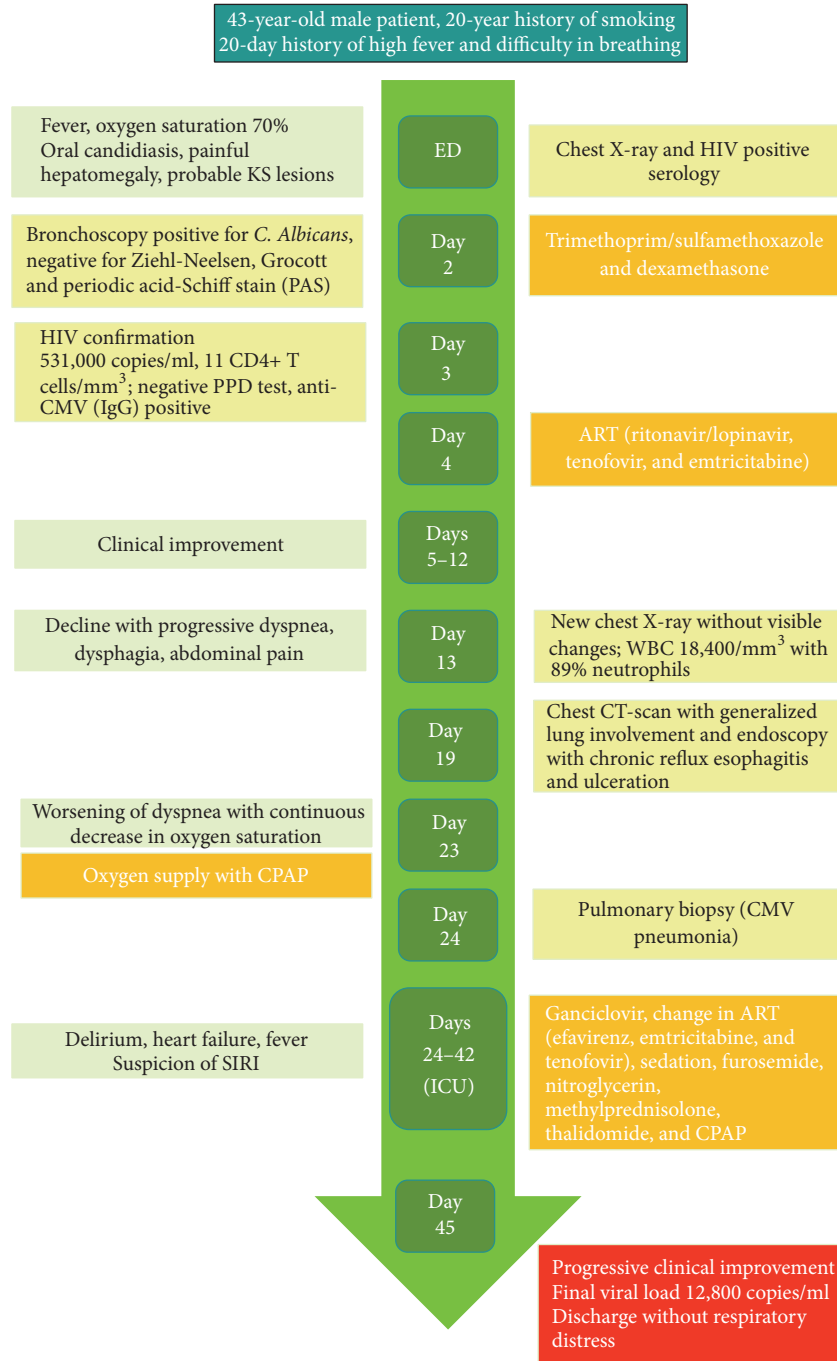 43-year-old male patient, 20-year history of smoking
20-day history of high fever and difficulty in breathing
Fever, oxygen saturation 70%
Oral candidiasis, painful
hepatomegaly, probable KS lesions
ED
Chest X-ray and HIV positive
serology
Bronchoscopy positive for C. Albicans,
negative for Ziehl-Neelsen, Grocott
and periodic acid-Schiff stain (PAS)
Day
2
Trimethoprim/sulfamethoxazole
and dexamethasone
HIV confirmation
531,000 copies/ml, 11 CD4+ T
cells/mm³; negative PPD test, anti-
CMV (IgG) positive
Day
3
Day
4
ART (ritonavir/lopinavir,
tenofovir, and emtricitabine)
Clinical improvement
Days
5–12
Decline with progressive dyspnea,
dysphagia, abdominal pain
Day
13
New chest X-ray without visible
changes; WBC 18,400/mm³ with
89% neutrophils
Day
19
Chest CT-scan with generalized
lung involvement and endoscopy
with chronic reflux esophagitis
and ulceration
Worsening of dyspnea with continuous
decrease in oxygen saturation
Oxygen supply with CPAP
Day
23
Day
24
Pulmonary biopsy (CMV
pneumonia)
Delirium, heart failure, fever
Suspicion of SIRI
Days
24–42
(ICU)
Ganciclovir, change in ART
(efavirenz, emtricitabine, and
tenofovir), sedation, furosemide,
nitroglycerin,
methylprednisolone,
thalidomide, and CPAP
Day
45
Progressive clinical improvement
Final viral load 12,800 copies/ml
Discharge without respiratory
distress